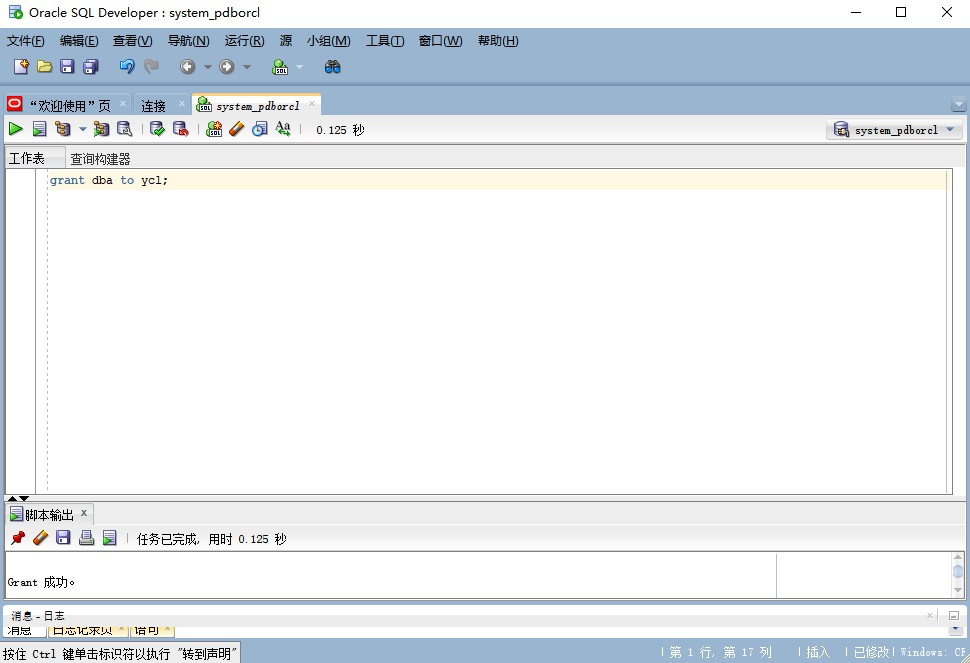 Oracle SQL Developer : system_pdborcl
文件(F) 编辑(E) 查看(V) 导航(N) 运行(R) 源 小组(M) 工具(T) 窗口(W) 帮助(H)
“欢迎使用”页 连接 system_pdborcl
0.125 秒 system_pdborcl
工作表 查询构建器
grant dba to ycl;
脚本输出
任务已完成, 用时 0.125 秒
Grant 成功。
消息 - 日志
消息 日志记录页 语句
按住 Ctrl 键单击标识符以执行 "转到声明" 第 1 行, 第 17 列 插入 已修改 Windows: CR